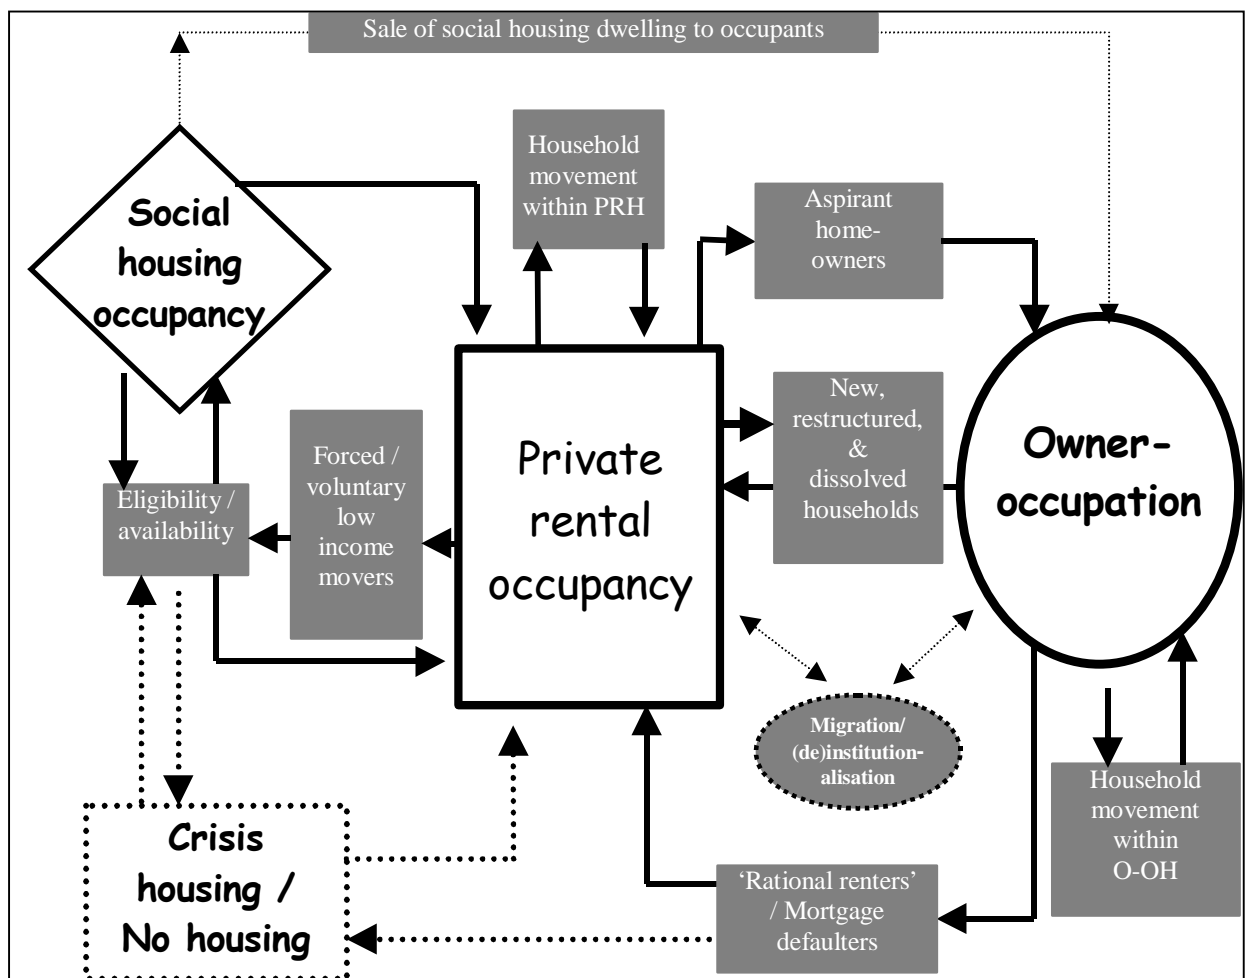 Sale of social housing dwelling to occupants
Social
housing
occupancy
Household
movement
within PRH
Aspirant
home-
owners
New,
restructured,
&
dissolved
households
Owner-
occupation
Forced /
voluntary
low
income
movers
Eligibility /
availability
Private
rental
occupancy
Migration/
(de)institution-
alisation
Household
movement
within
O-OH
Crisis
housing /
No housing
‘Rational renters’
/ Mortgage
defaulters